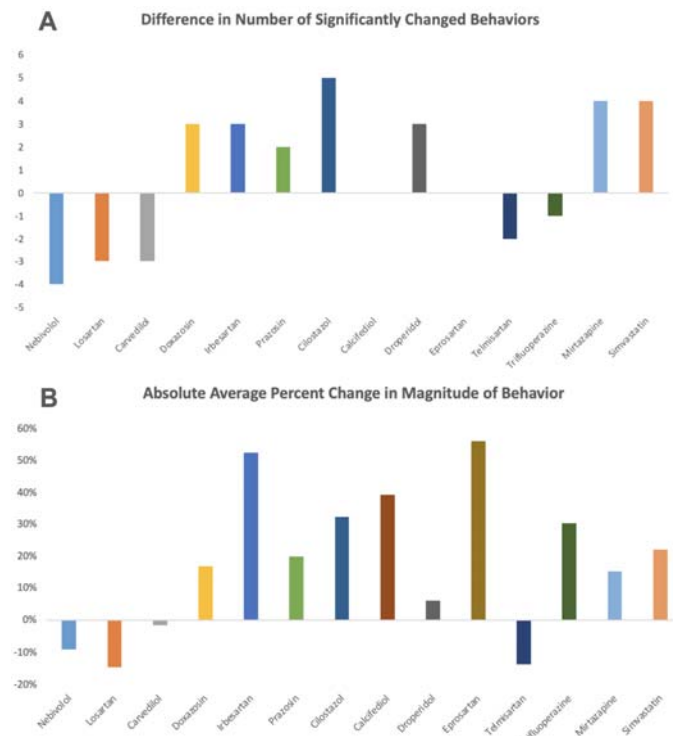 A
Difference in Number of Significantly Changed Behaviors
6
5
4
3
2
1
0
-1
-2
-3
-4
-5
Nebivolol
Losartan
Carvedilol
Doxazosin
Irbesartan
Prazosin
Cilostazol
Calcifediol
Droperidol
Eprosartan
Telmisartan
Trifluoperazine
Mirtazapine
Simvastatin
B
Absolute Average Percent Change in Magnitude of Behavior
60%
50%
40%
30%
20%
10%
0%
-10%
-20%
Nebivolol
Losartan
Carvedilol
Doxazosin
Irbesartan
Prazosin
Cilostazol
Calcifediol
Droperidol
Eprosartan
Telmisartan
ifluoperazine
Mirtazapine
Simvastatin